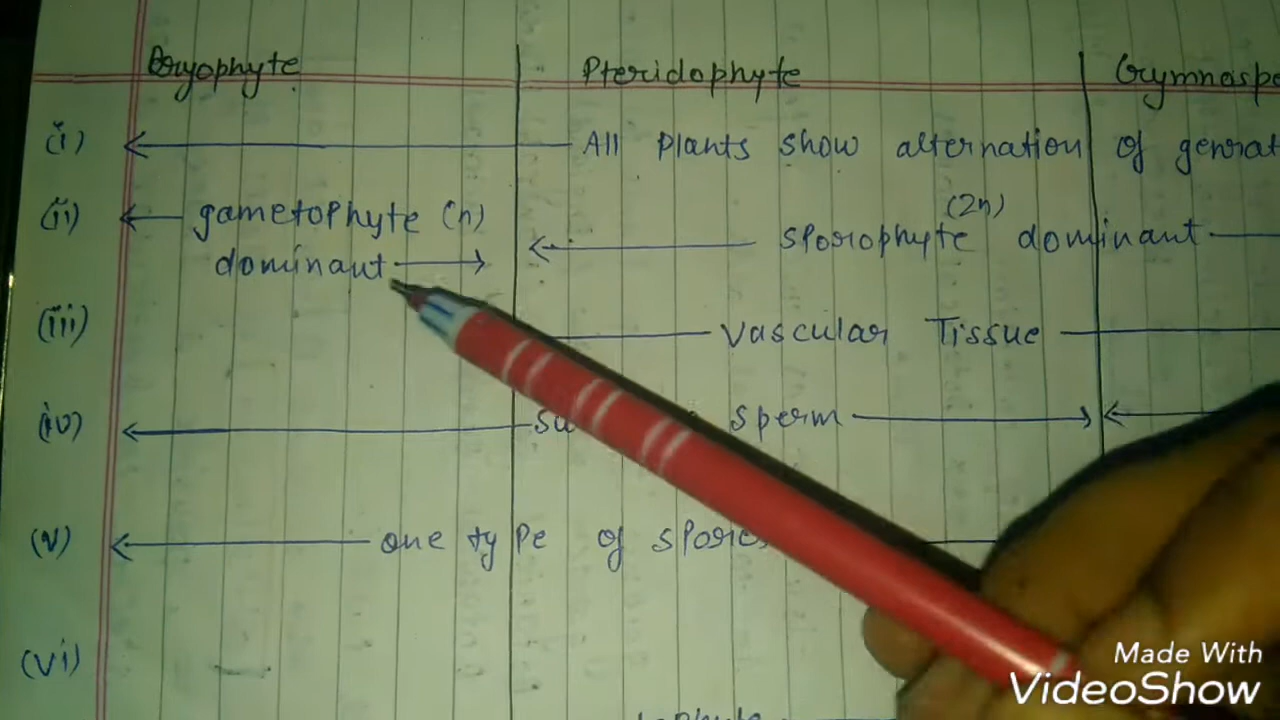 Bryophyte Pteridophyte
(i) All Plants show alternation of
(ii) gametophyte (n) (2n)
dominant sporophyte dominant
(iii) Vascular Tissue
(iv) sperm
(v) one type of spores
(vi)
Made With
VideoShow